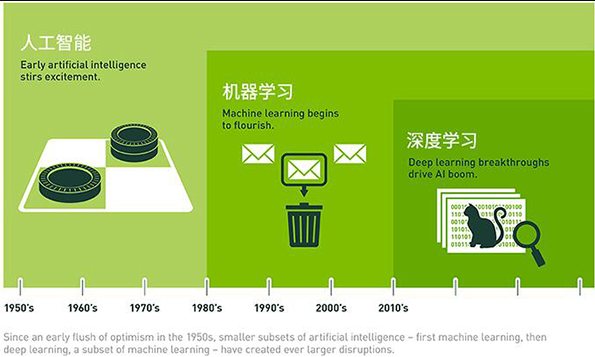 人工智能
Early artificial intelligence
stirs excitement.
机器学习
Machine learning begins
to flourish.
深度学习
Deep learning breakthroughs
drive AI boom.
1950's 1960's 1970's 1980's 1990's 2000's 2010's
Since an early flush of optimism in the 1950s, smaller subsets of artificial intelligence – first machine learning, then
deep learning, a subset of machine learning – have created ever larger disruptions.